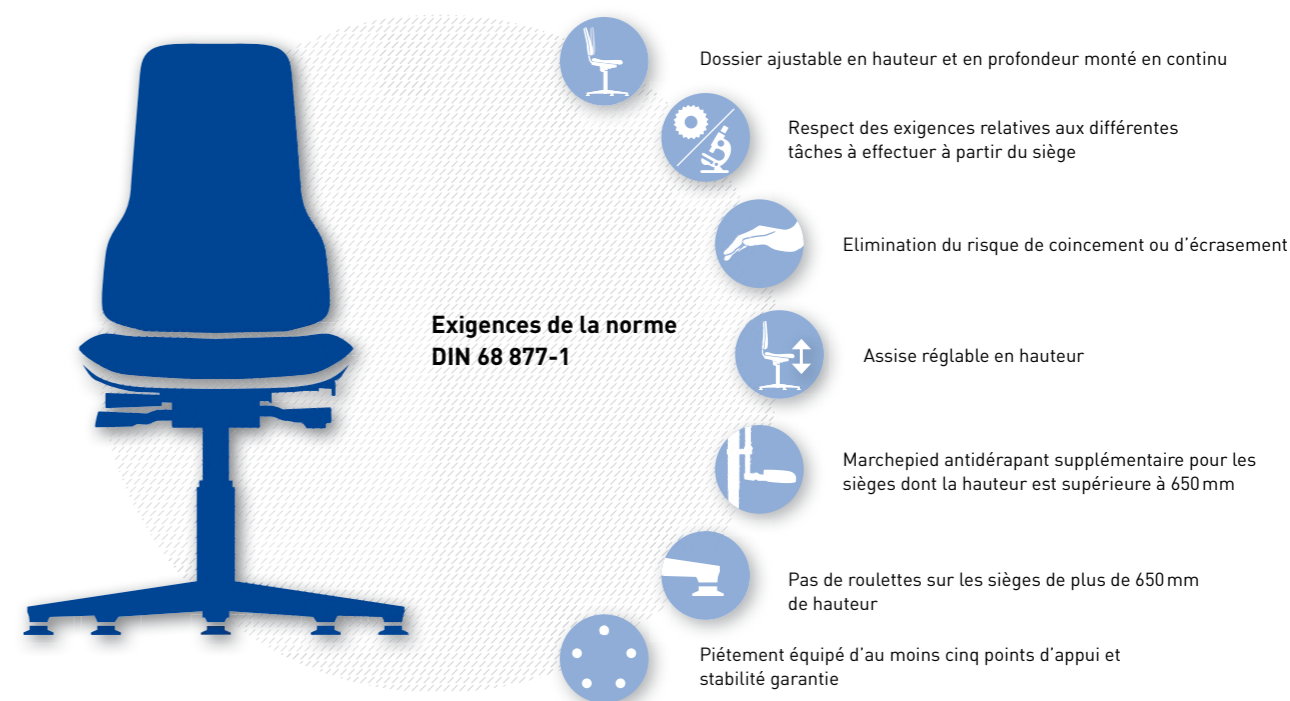 Dossier ajustable en hauteur et en profondeur monté en continu
Respect des exigences relatives aux différentes
tâches à effectuer à partir du siège
Elimination du risque de coincement ou d'écrasement
Exigences de la norme
DIN 68 877-1
Assise réglable en hauteur
Marchepied antidérapant supplémentaire pour les
sièges dont la hauteur est supérieure à 650 mm
Pas de roulettes sur les sièges de plus de 650 mm
de hauteur
Piétement équipé d'au moins cinq points d'appui et
stabilité garantie